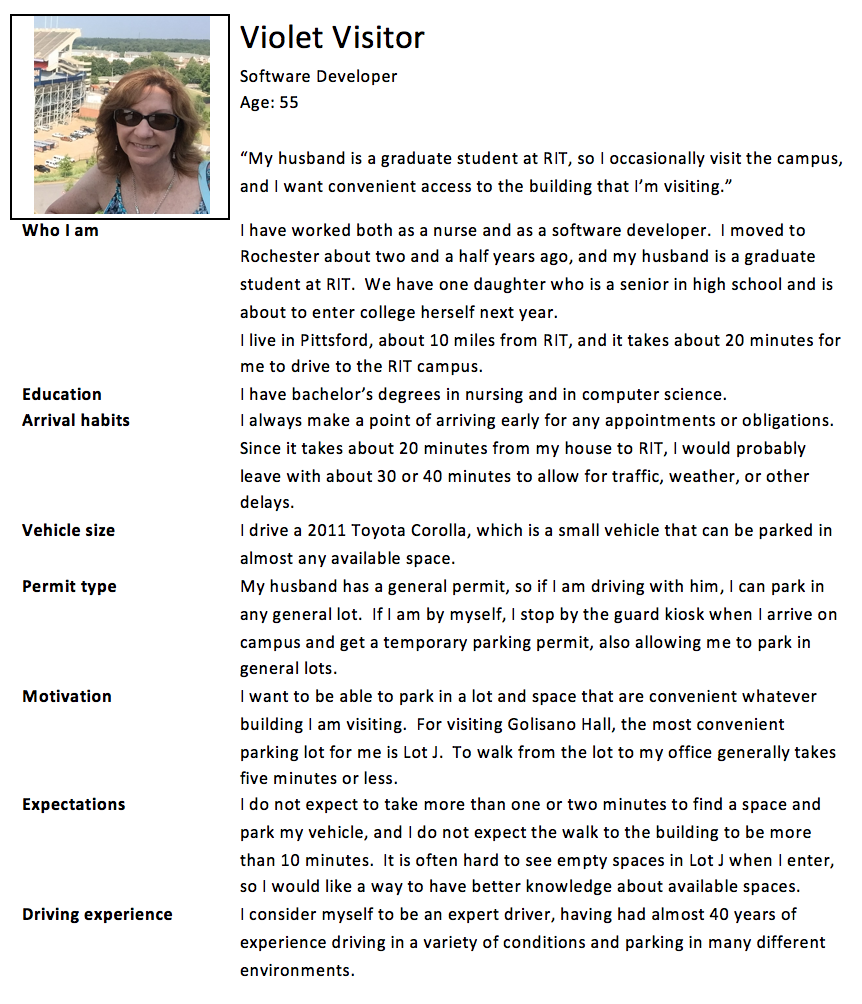 Violet Visitor
Software Developer
Age: 55
“My husband is a graduate student at RIT, so I occasionally visit the campus,
and I want convenient access to the building that I’m visiting.”
Who I am
I have worked both as a nurse and as a software developer.  I moved to
Rochester about two and a half years ago, and my husband is a graduate
student at RIT.  We have one daughter who is a senior in high school and is
about to enter college herself next year.
I live in Pittsford, about 10 miles from RIT, and it takes about 20 minutes for
me to drive to the RIT campus.
Education
I have bachelor’s degrees in nursing and in computer science.
Arrival habits
I always make a point of arriving early for any appointments or obligations.
Since it takes about 20 minutes from my house to RIT, I would probably
leave with about 30 or 40 minutes to allow for traffic, weather, or other
delays.
Vehicle size
I drive a 2011 Toyota Corolla, which is a small vehicle that can be parked in
almost any available space.
Permit type
My husband has a general permit, so if I am driving with him, I can park in
any general lot.  If I am by myself, I stop by the guard kiosk when I arrive on
campus and get a temporary parking permit, also allowing me to park in
general lots.
Motivation
I want to be able to park in a lot and space that are convenient whatever
building I am visiting.  For visiting Golisano Hall, the most convenient
parking lot for me is Lot J.  To walk from the lot to my office generally takes
five minutes or less.
Expectations
I do not expect to take more than one or two minutes to find a space and
park my vehicle, and I do not expect the walk to the building to be more
than 10 minutes.  It is often hard to see empty spaces in Lot J when I enter,
so I would like a way to have better knowledge about available spaces.
Driving experience
I consider myself to be an expert driver, having had almost 40 years of
experience driving in a variety of conditions and parking in many different
environments.